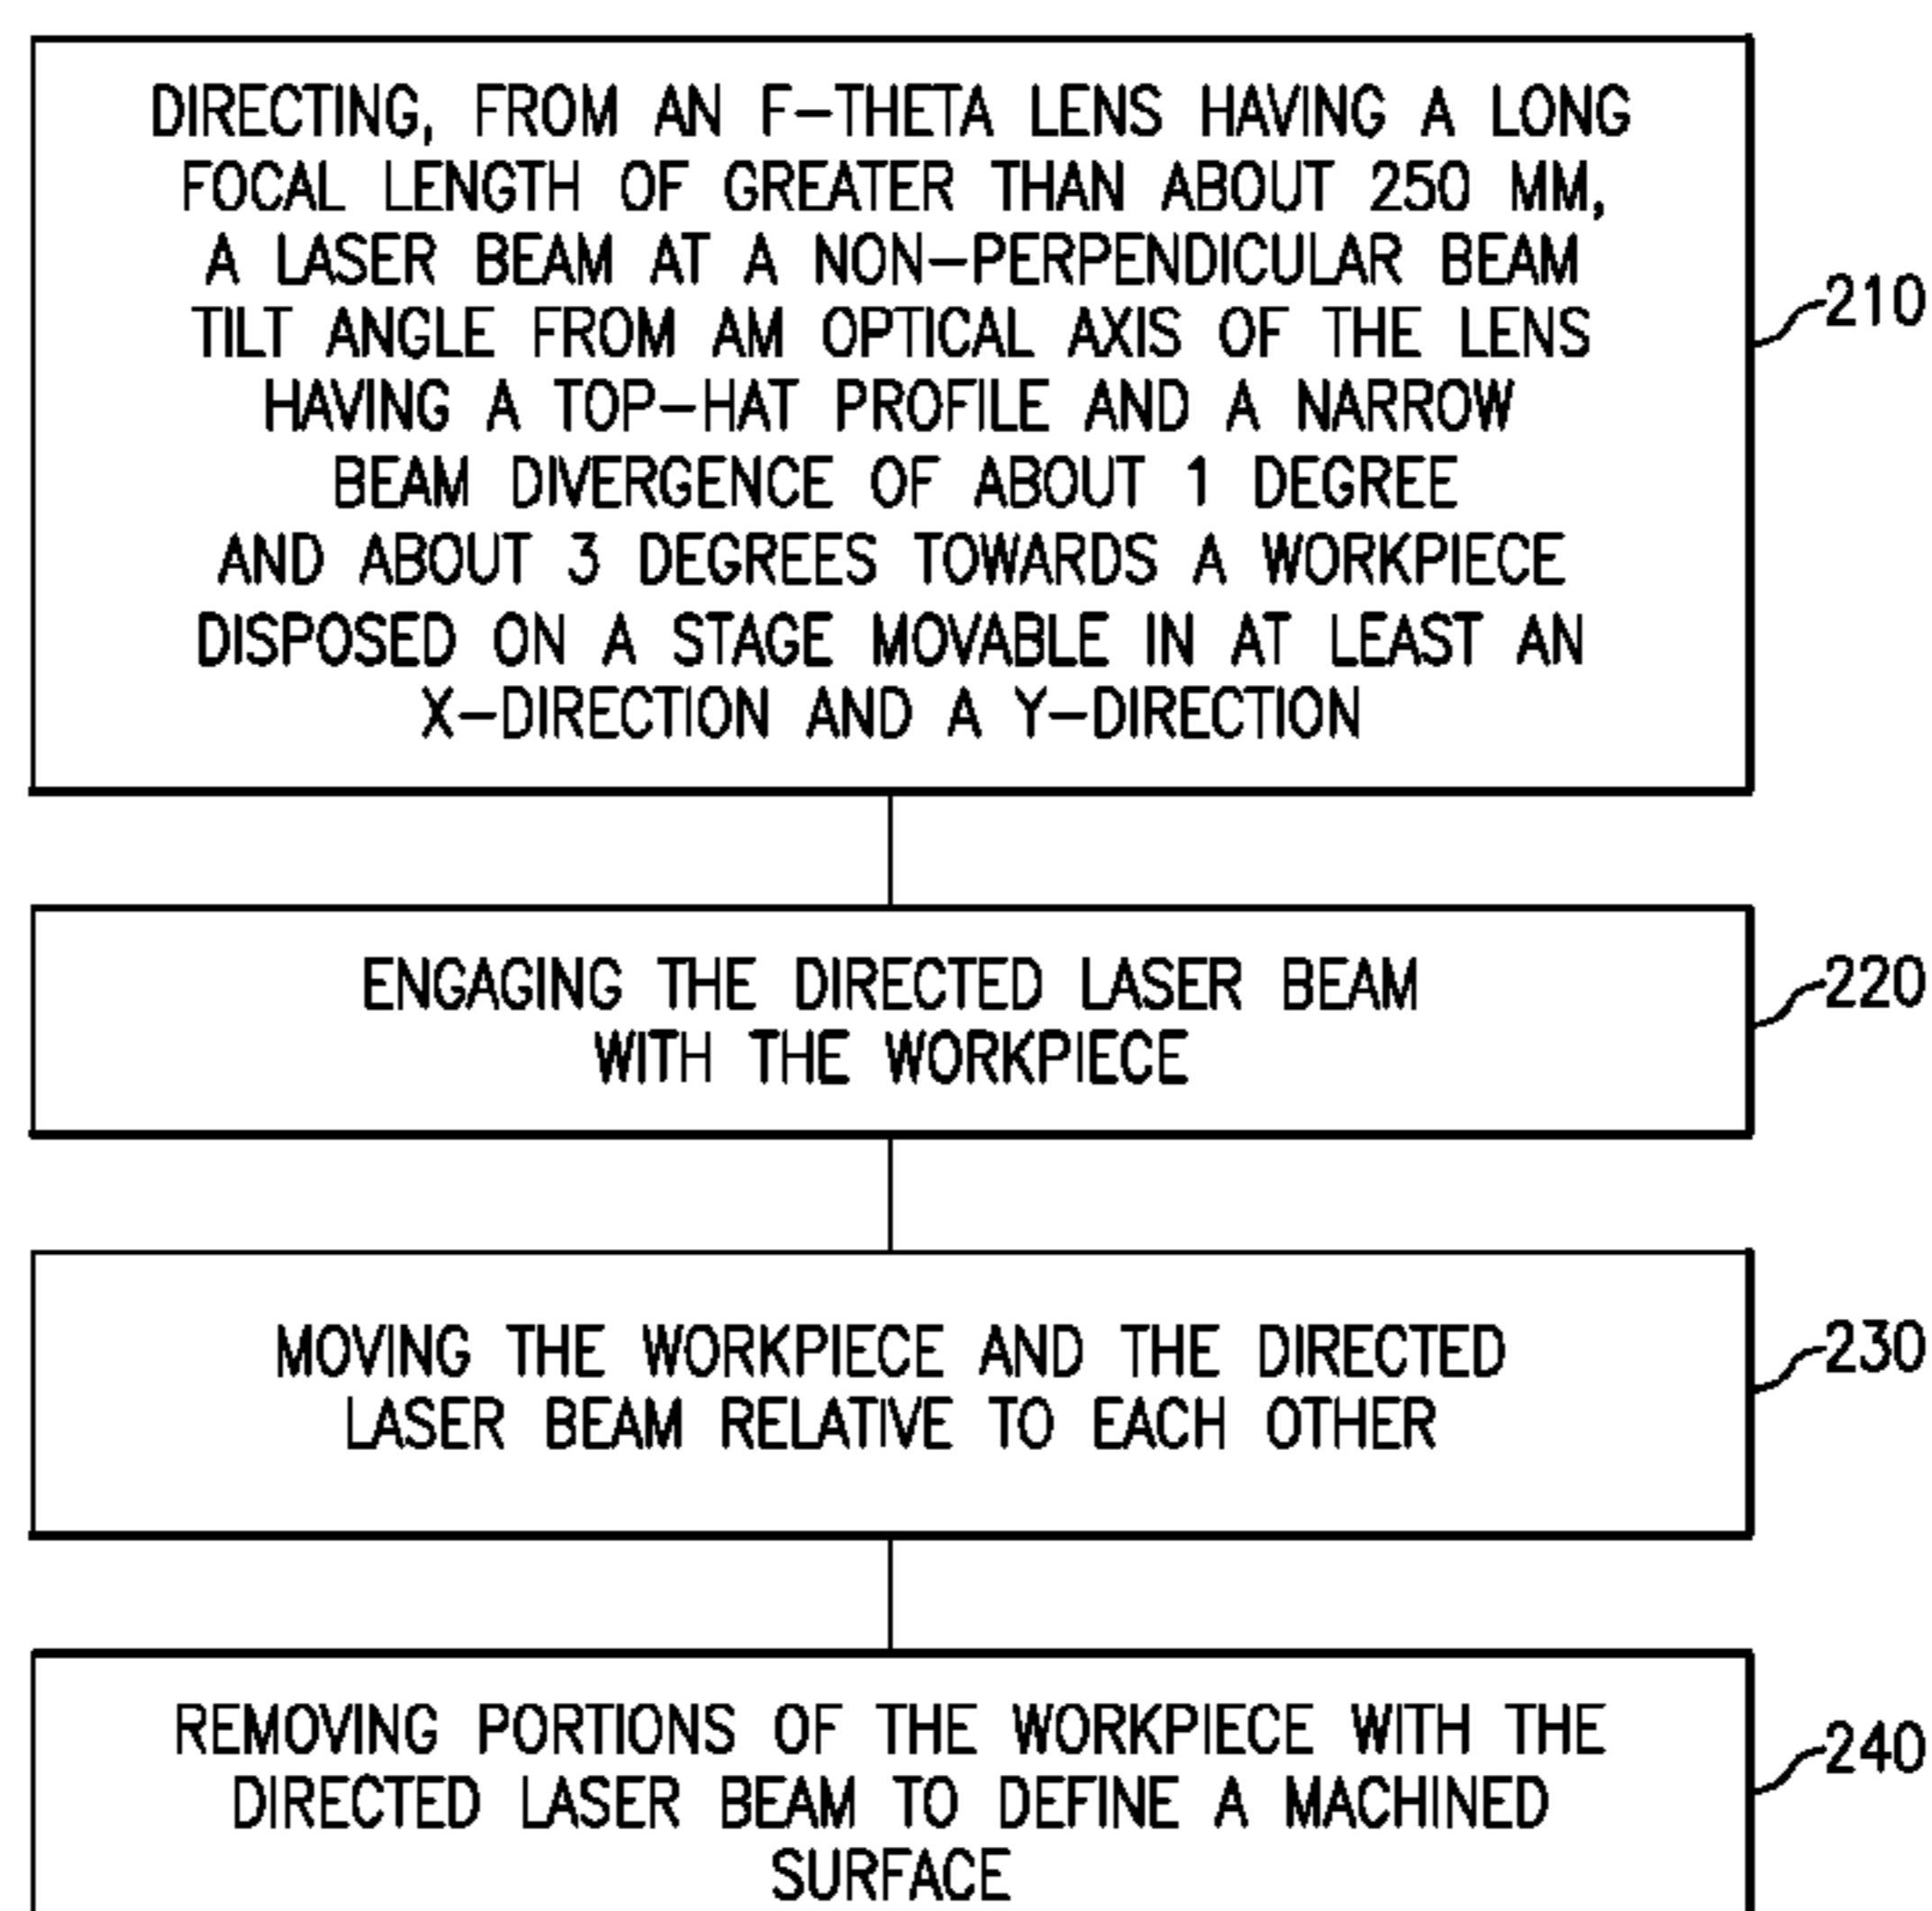 DIRECTING, FROM AN F-THETA LENS HAVING A LONG
FOCAL LENGTH OF GREATER THAN ABOUT 250 MM,
A LASER BEAM AT A NON-PERPENDICULAR BEAM
TILT ANGLE FROM AM OPTICAL AXIS OF THE LENS
HAVING A TOP-HAT PROFILE AND A NARROW
BEAM DIVERGENCE OF ABOUT 1 DEGREE
AND ABOUT 3 DEGREES TOWARDS A WORKPIECE
DISPOSED ON A STAGE MOVABLE IN AT LEAST AN
X-DIRECTION AND A Y-DIRECTION
210
ENGAGING THE DIRECTED LASER BEAM
WITH THE WORKPIECE
220
MOVING THE WORKPIECE AND THE DIRECTED
LASER BEAM RELATIVE TO EACH OTHER
230
REMOVING PORTIONS OF THE WORKPIECE WITH THE
DIRECTED LASER BEAM TO DEFINE A MACHINED
SURFACE
240